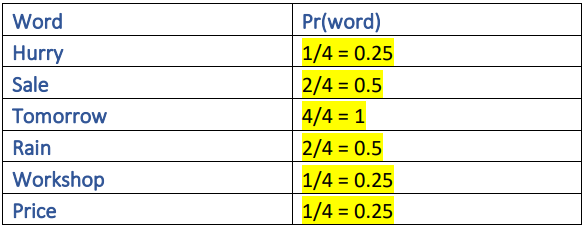 Word Pr(word)
Hurry 1/4 = 0.25
Sale 2/4 = 0.5
Tomorrow 4/4 = 1
Rain 2/4 = 0.5
Workshop 1/4 = 0.25
Price 1/4 = 0.25